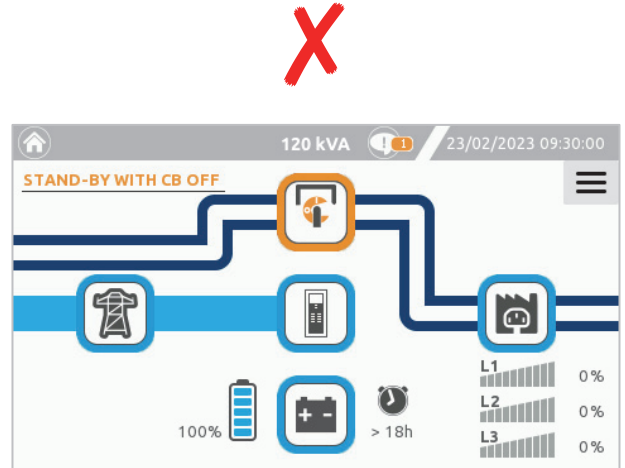 120 kVA 1 23/02/2023 09:30:00
STAND-BY WITH CB OFF
L1 0%
L2 0%
100% > 18h
L3 0%